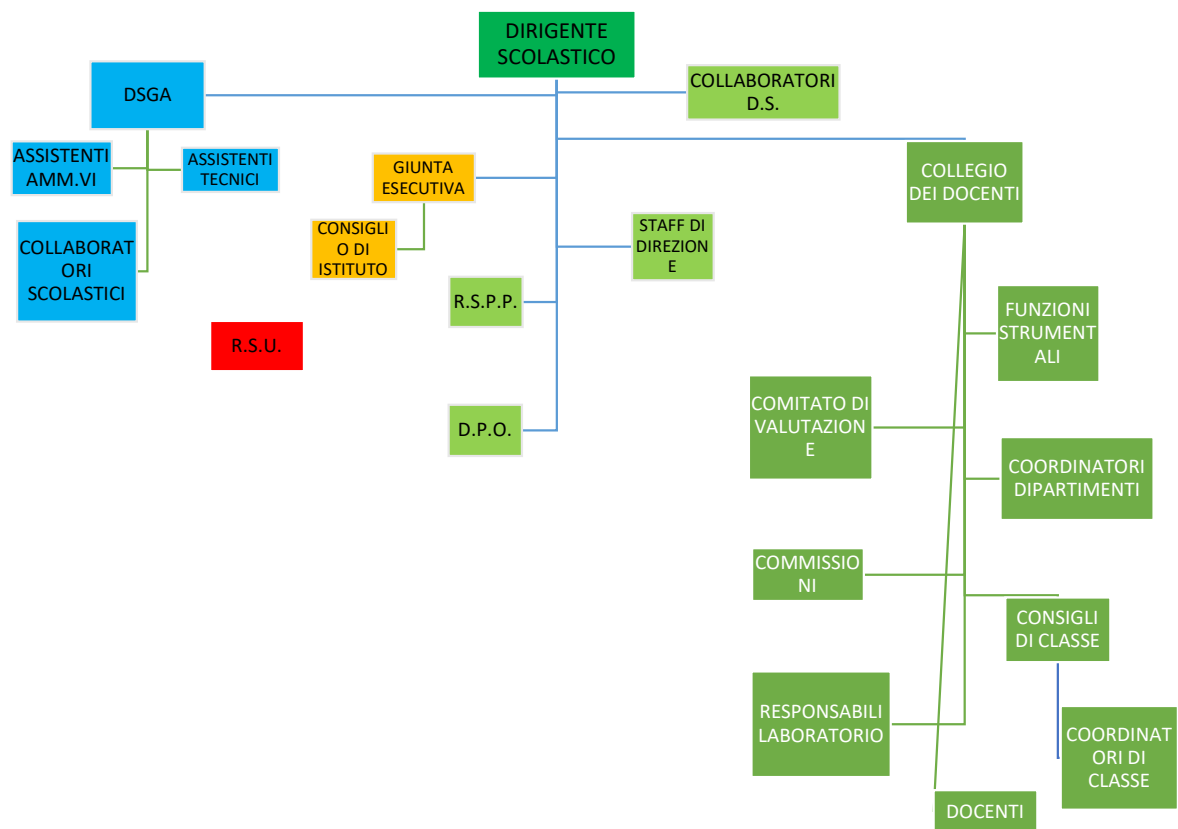 DIRIGENTE
SCOLASTICO
DSGA
COLLABORATORI
D.S.
ASSISTENTI
AMM.VI
ASSISTENTI
TECNICI
GIUNTA
ESECUTIVA
COLLEGIO
DEI DOCENTI
COLLABORAT
ORI
SCOLASTICI
CONSIGLI
O DI
ISTITUTO
STAFF DI
DIREZION
E
R.S.P.P.
R.S.U.
FUNZIONI
STRUMENT
ALI
D.P.O.
COMITATO DI
VALUTAZION
E
COORDINATORI
DIPARTIMENTI
COMMISSIO
NI
CONSIGLI
DI CLASSE
RESPONSABILI
LABORATORIO
COORDINAT
ORI DI
CLASSE
DOCENTI